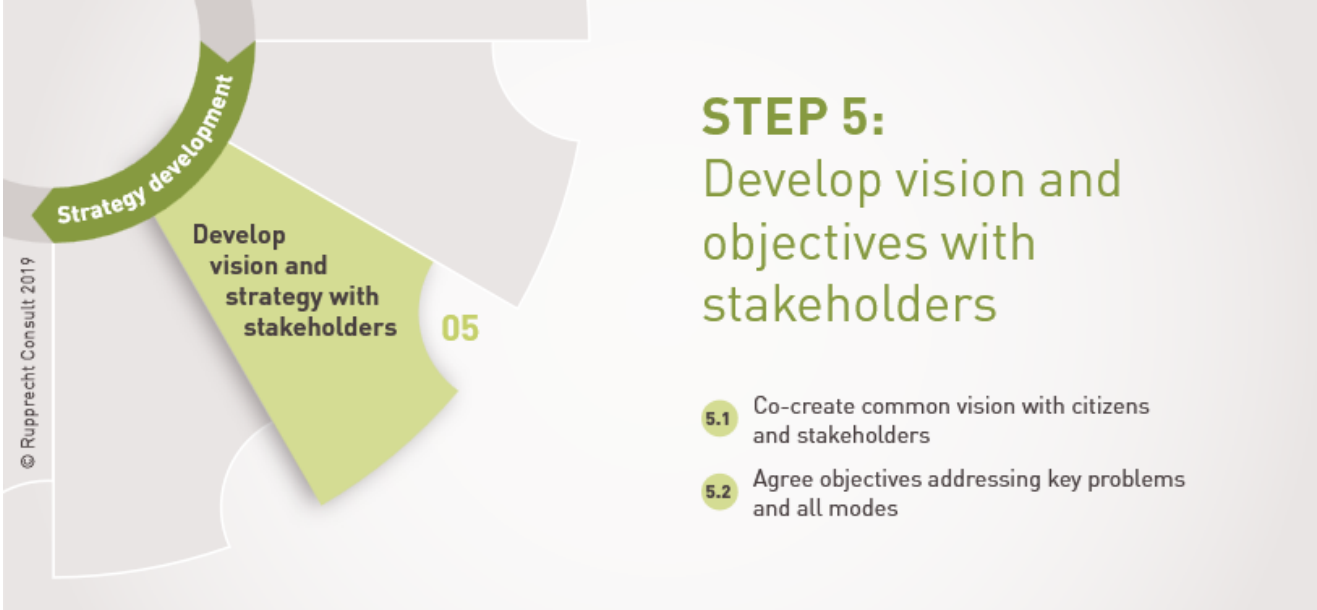 Strategy development
Develop
vision and
strategy with
stakeholders
05
© Rupprecht Consult 2019
STEP 5:
Develop vision and
objectives with
stakeholders
5.1 Co-create common vision with citizens
and stakeholders
5.2 Agree objectives addressing key problems
and all modes